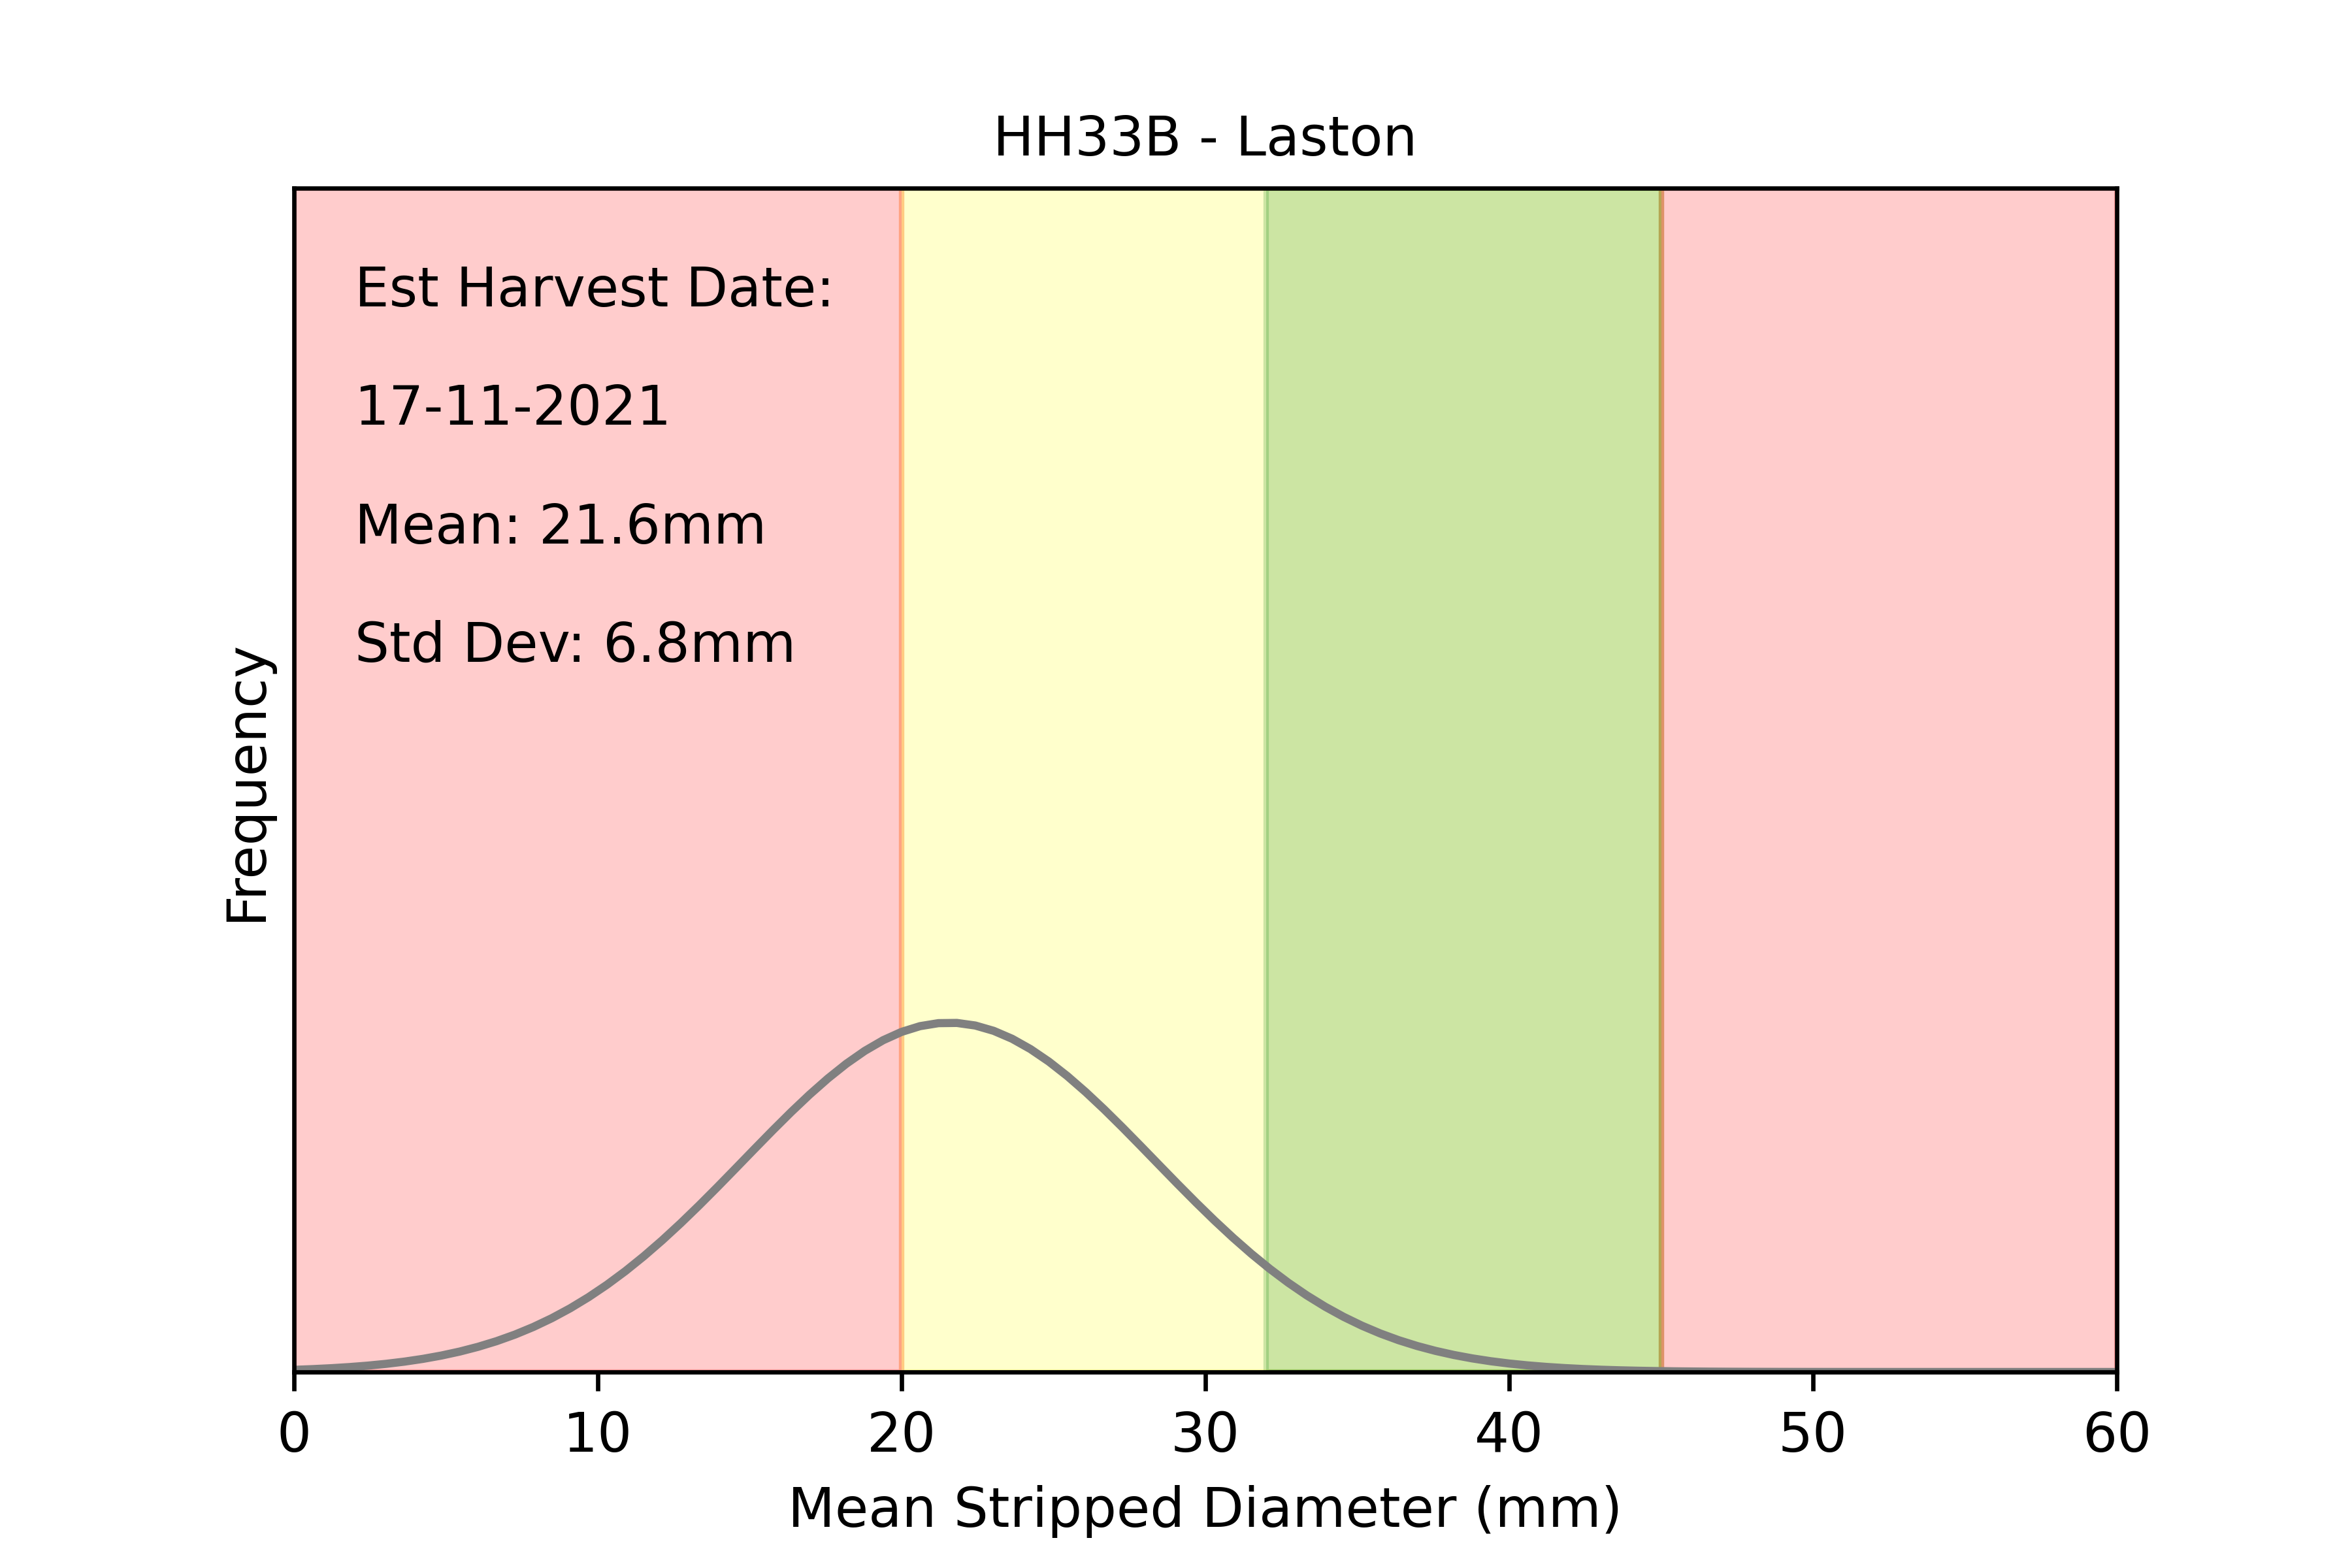 HH33B - Laston
Est Harvest Date:
17-11-2021
Mean: 21.6mm
Std Dev: 6.8mm
Frequency
0 10 20 30 40 50 60
Mean Stripped Diameter (mm)